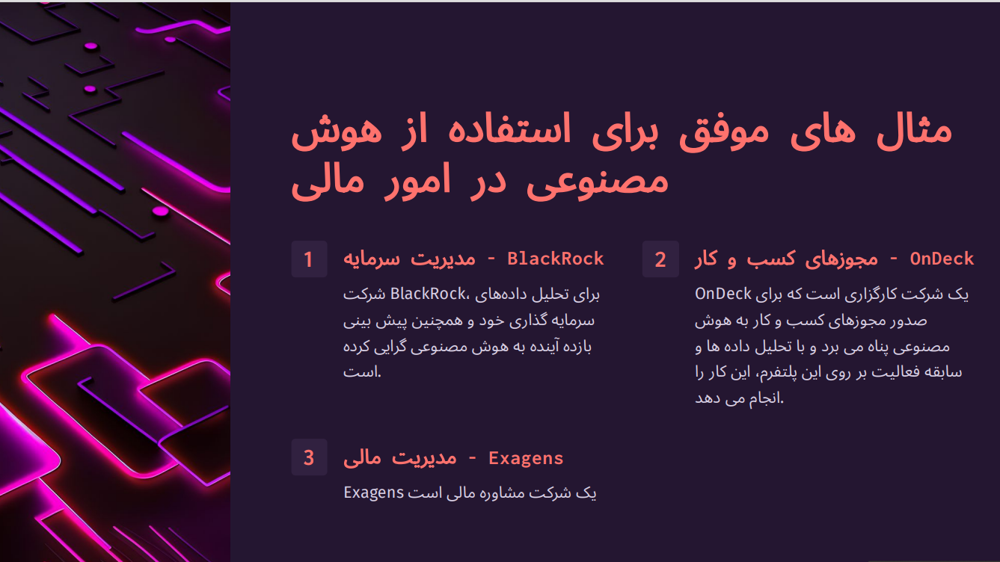 مثال های موفق برای استفاده از هوش
مصنوعی در امور مالی
1
مدیریت سرمایه - BlackRock
شرکت BlackRock، برای تحلیل داده‌های
سرمایه گذاری خود و همچنین پیش بینی
بازده آینده به هوش مصنوعی گرایی کرده
است.
2
مجوزهای کسب و کار - OnDeck
OnDeck یک شرکت کارگزاری است که برای
صدور مجوزهای کسب و کار به هوش
مصنوعی پناه می برد و با تحلیل داده ها و
سابقه فعالیت بر روی این پلتفرم، این کار را
انجام می دهد.
3
مدیریت مالی - Exagens
Exagens یک شرکت مشاوره مالی است